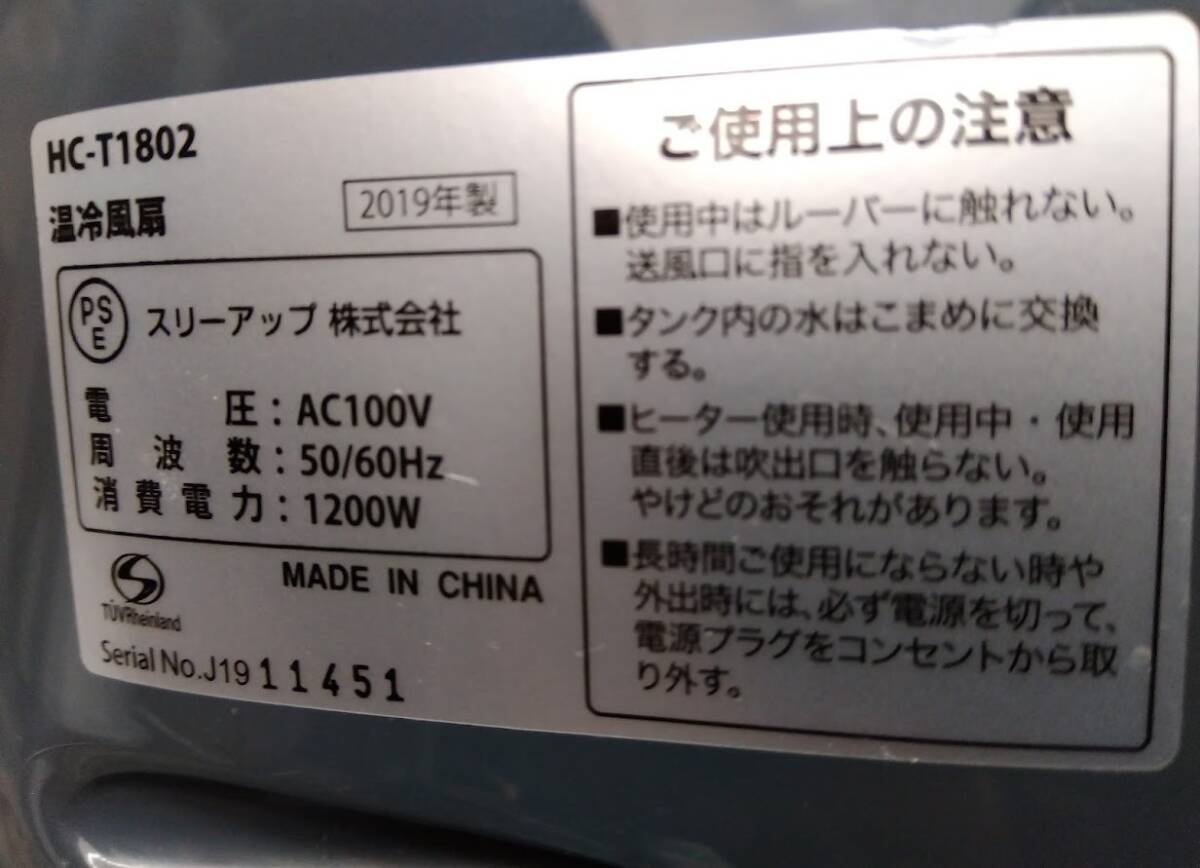 HC-T1802
温冷風扇
2019年製
PSE スリーアップ 株式会社
電圧：AC100V
周波数：50/60Hz
消費電力：1200W
TÜVRheinland
MADE IN CHINA
Serial No.J19 11451
ご使用上の注意
■使用中はルーバーに触れない。
送風口に指を入れない。
■タンク内の水はこまめに交換
する。
■ヒーター使用時、使用中・使用
直後は吹出口を触らない。
やけどのおそれがあります。
■長時間ご使用にならない時や
外出時には、必ず電源を切って、
電源プラグをコンセントから取
り外す。